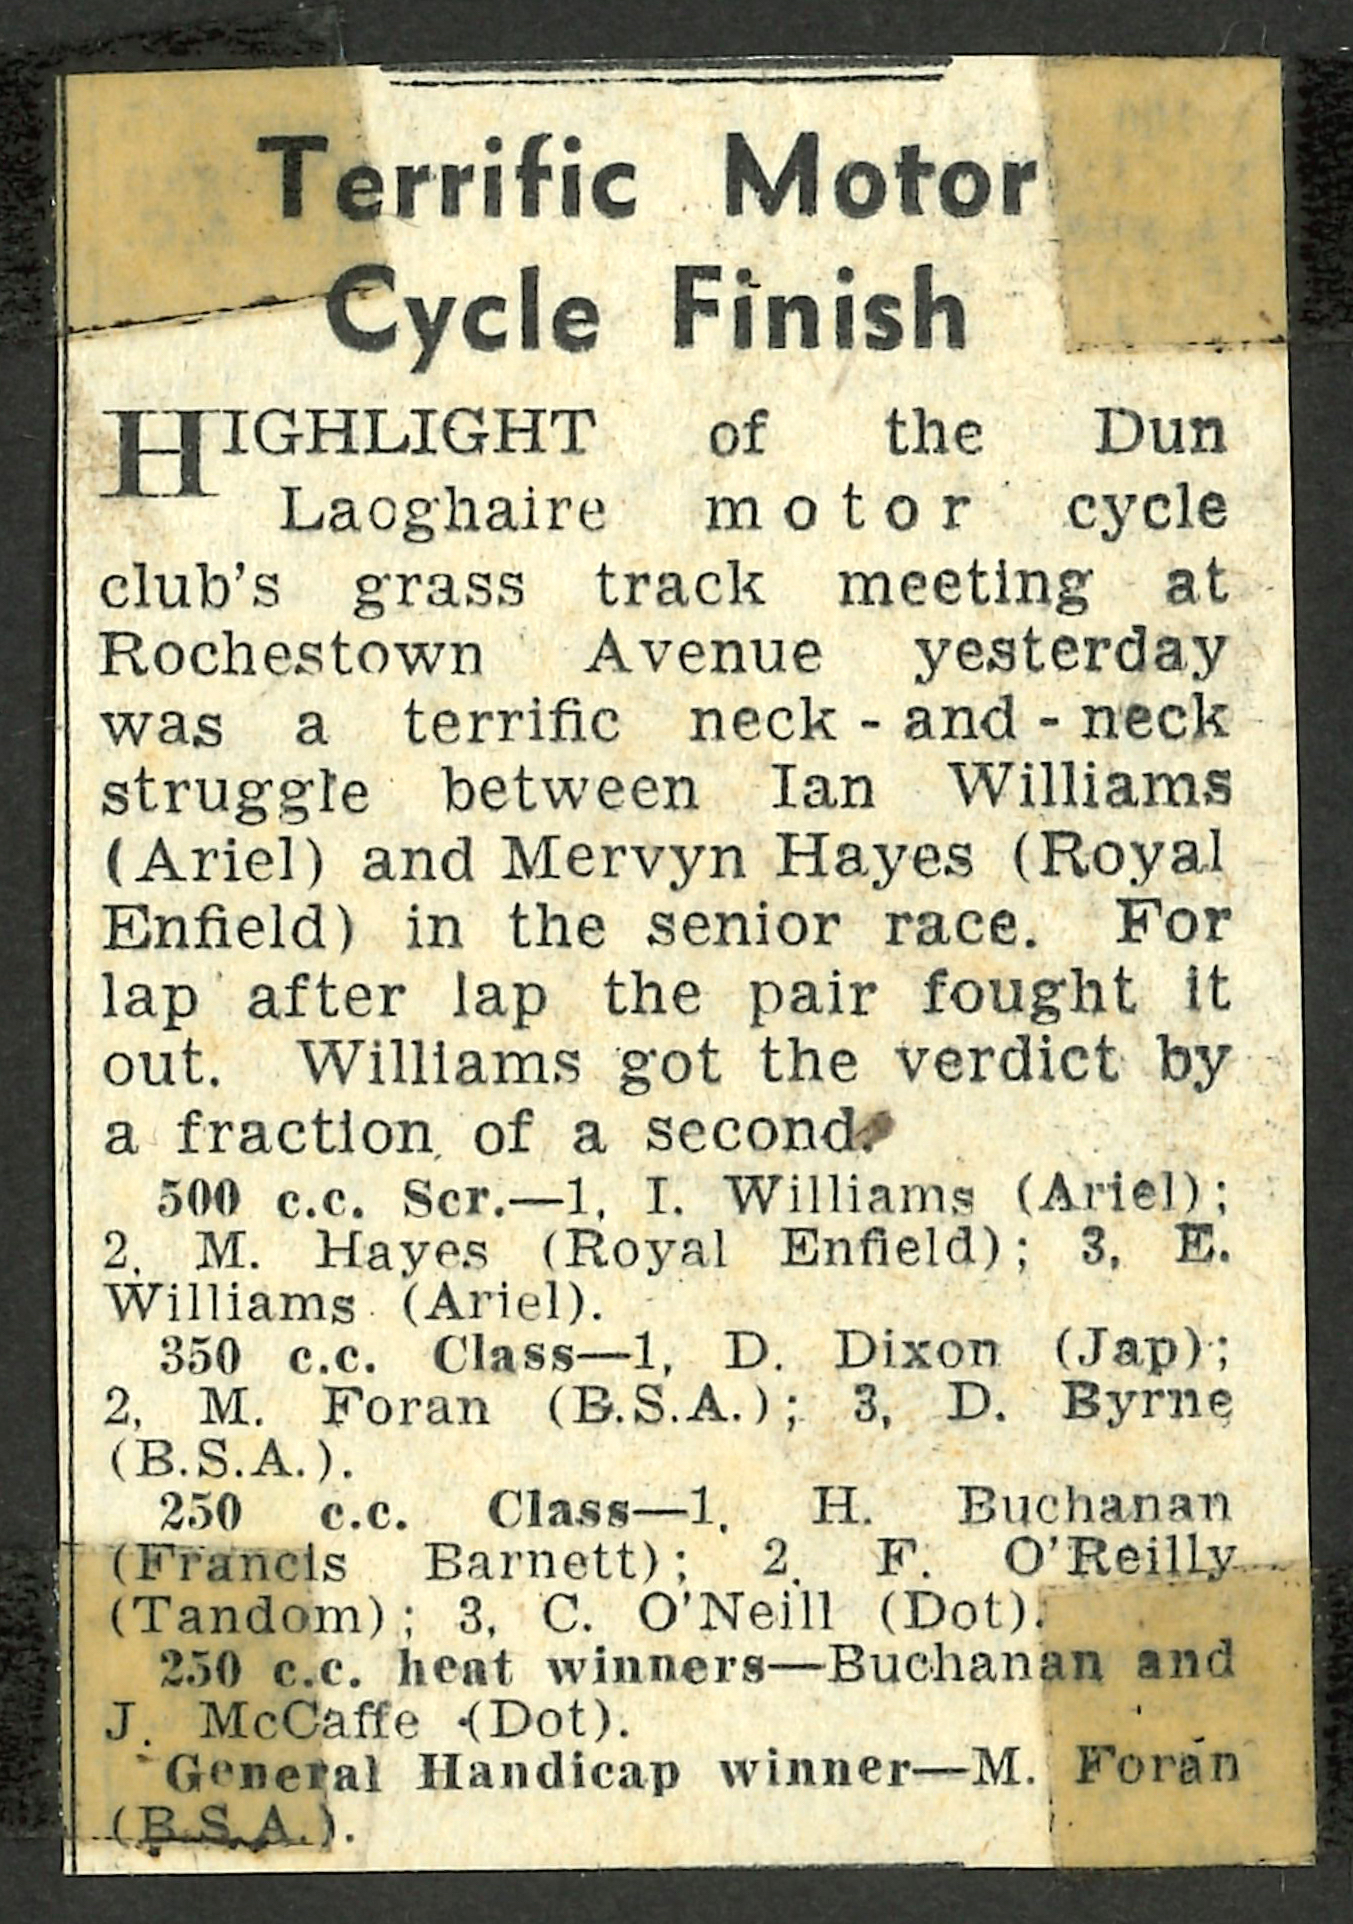 Terrific Motor
Cycle Finish
HIGHLIGHT of the Dun
Laoghaire motor cycle
club's grass track meeting at
Rochestown Avenue yesterday
was a terrific neck-and-neck
struggle between Ian Williams
(Ariel) and Mervyn Hayes (Royal
Enfield) in the senior race. For
lap after lap the pair fought it
out. Williams got the verdict by
a fraction of a second.
500 c.c. Scr.—1, I. Williams (Ariel);
2, M. Hayes (Royal Enfield); 3, E.
Williams (Ariel).
350 c.c. Class—1, D. Dixon (Jap);
2, M. Foran (B.S.A.); 3, D. Byrne
(B.S.A.).
250 c.c. Class—1, H. Buchanan
(Francis Barnett); 2, F. O'Reilly
(Tandom); 3, C. O'Neill (Dot).
250 c.c. heat winners—Buchanan and
J. McCaffe (Dot).
General Handicap winner—M. Foran
(B.S.A.).